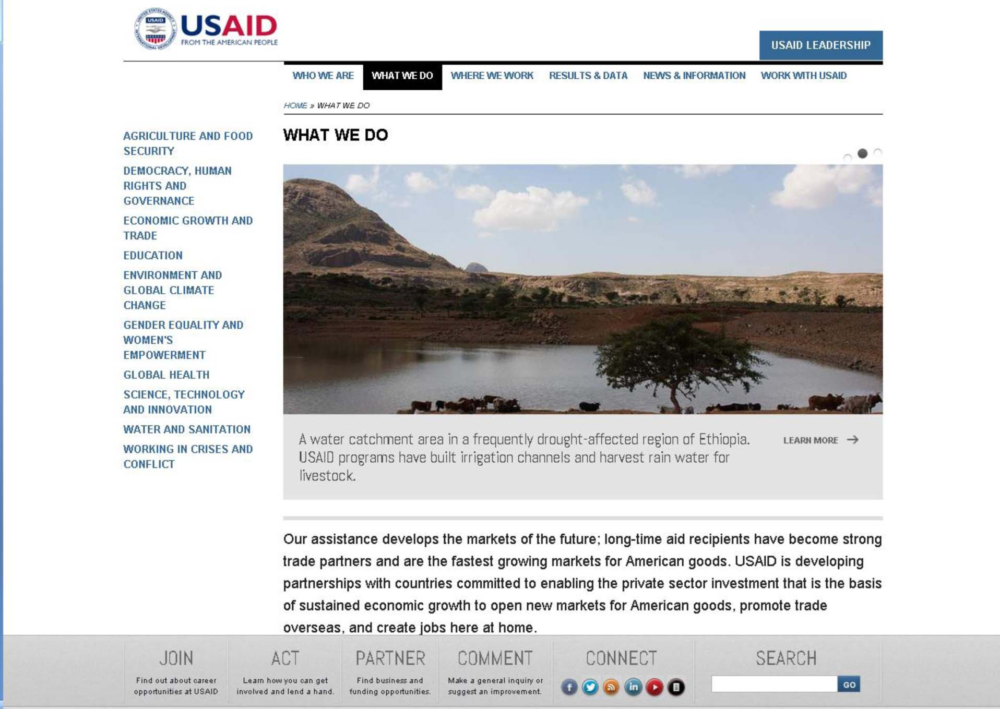 USAID
USAID
FROM THE AMERICAN PEOPLE
USAID LEADERSHIP
WHO WE ARE
WHAT WE DO
WHERE WE WORK
RESULTS & DATA
NEWS & INFORMATION
WORK WITH USAID
HOME » WHAT WE DO
AGRICULTURE AND FOOD
SECURITY
DEMOCRACY, HUMAN
RIGHTS AND
GOVERNANCE
ECONOMIC GROWTH AND
TRADE
EDUCATION
ENVIRONMENT AND
GLOBAL CLIMATE
CHANGE
GENDER EQUALITY AND
WOMEN'S
EMPOWERMENT
GLOBAL HEALTH
SCIENCE, TECHNOLOGY
AND INNOVATION
WATER AND SANITATION
WORKING IN CRISES AND
CONFLICT
WHAT WE DO
A water catchment area in a frequently drought-affected region of Ethiopia.
USAID programs have built irrigation channels and harvest rain water for
livestock.
LEARN MORE →
Our assistance develops the markets of the future; long-time aid recipients have become strong
trade partners and are the fastest growing markets for American goods. USAID is developing
partnerships with countries committed to enabling the private sector investment that is the basis
of sustained economic growth to open new markets for American goods, promote trade
overseas, and create jobs here at home.
JOIN
Find out about career
opportunities at USAID
ACT
Learn how you can get
involved and lend a hand.
PARTNER
Find business and
funding opportunities.
COMMENT
Make a general inquiry or
suggest an improvement.
CONNECT
f
in
SEARCH
GO